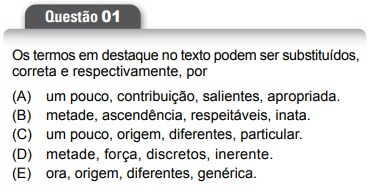 Questão 01
Os termos em destaque no texto podem ser substituídos,
correta e respectivamente, por
(A) um pouco, contribuição, salientes, apropriada.
(B) metade, ascendência, respeitáveis, inata.
(C) um pouco, origem, diferentes, particular.
(D) metade, força, discretos, inerente.
(E) ora, origem, diferentes, genérica.